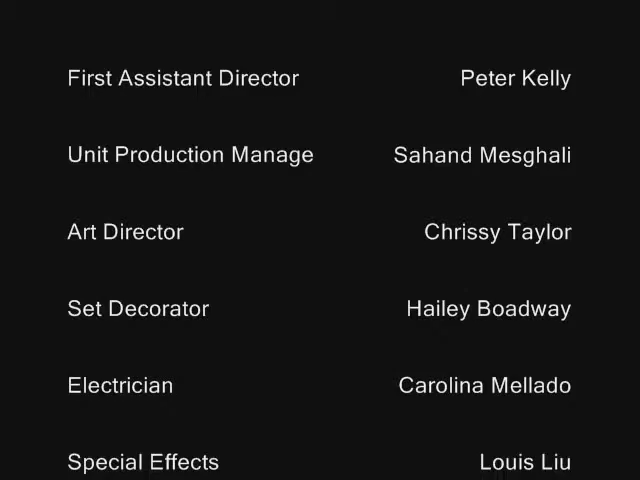 First Assistant Director Peter Kelly
Unit Production Manage Sahand Mesghali
Art Director Chrissy Taylor
Set Decorator Hailey Boadway
Electrician Carolina Mellado
Special Effects Louis Liu